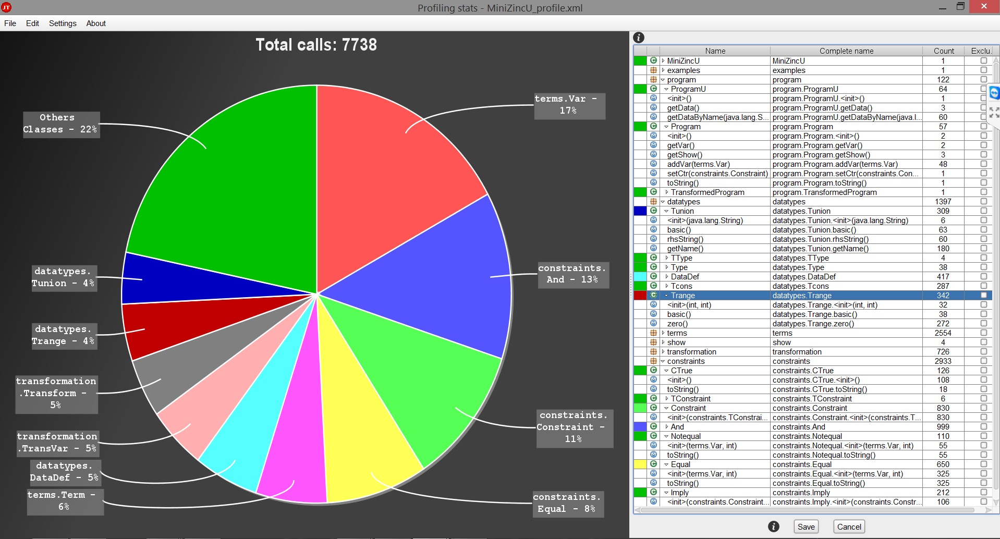 JT
Profiling stats - MiniZincU_profile.xml
File Edit Settings About
Total calls: 7738
terms.Var -
17%
Others
Classes - 22%
constraints.
And - 13%
datatypes.
Tunion - 4%
datatypes.
Trange - 4%
transformation
.Transform -
5%
constraints.
Constraint -
11%
transformation
.TransVar - 5%
datatypes.
DataDef - 5%
terms.Term -
6%
constraints.
Equal - 8%
Name Complete name Count Exclu.
MiniZincU MiniZincU 1
examples examples 1
program program 122
ProgramU program.ProgramU 64
<init>() program.ProgramU.<init>() 1
getData() program.ProgramU.getData() 3
getDataByName(java.lang.S... program.ProgramU.getDataByName(java.l... 60
Program program.Program 57
<init>() program.Program.<init>() 2
getVar() program.Program.getVar() 2
getShow() program.Program.getShow() 3
addVar(terms.Var) program.Program.addVar(terms.Var) 48
setCtr(constraints.Constraint) program.Program.setCtr(constraints.Con... 1
toString() program.Program.toString() 1
TransformedProgram program.TransformedProgram 1
datatypes datatypes 1397
Tunion datatypes.Tunion 309
<init>(java.lang.String) datatypes.Tunion.<init>(java.lang.String) 6
basic() datatypes.Tunion.basic() 63
rhsString() datatypes.Tunion.rhsString() 60
getName() datatypes.Tunion.getName() 180
TType datatypes.TType 4
Type datatypes.Type 38
DataDef datatypes.DataDef 417
Tcons datatypes.Tcons 287
Trange datatypes.Trange 342
<init>(int, int) datatypes.Trange.<init>(int, int) 32
basic() datatypes.Trange.basic() 38
zero() datatypes.Trange.zero() 272
terms terms 2554
show show 4
transformation transformation 726
constraints constraints 2933
CTrue constraints.CTrue 126
<init>() constraints.CTrue.<init>() 108
toString() constraints.CTrue.toString() 18
TConstraint constraints.TConstraint 6
Constraint constraints.Constraint 830
<init>(constraints.TConstrai... constraints.Constraint.<init>(constraints.T... 830
And constraints.And 999
Notequal constraints.Notequal 110
<init>(terms.Var, int) constraints.Notequal.<init>(terms.Var, int) 55
toString() constraints.Notequal.toString() 55
Equal constraints.Equal 650
<init>(terms.Var, int) constraints.Equal.<init>(terms.Var, int) 325
toString() constraints.Equal.toString() 325
Imply constraints.Imply 212
<init>(constraints.Constraint... constraints.Imply.<init>(constraints.Constr... 106
Save Cancel